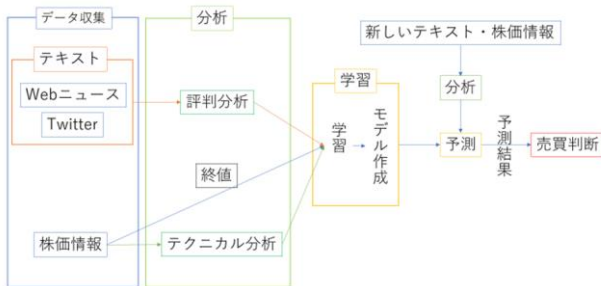 データ収集
テキスト
Webニュース
Twitter
株価情報
分析
評判分析
終値
テクニカル分析
学習
学習
モデル作成
新しいテキスト・株価情報
分析
予測
予測結果
売買判断